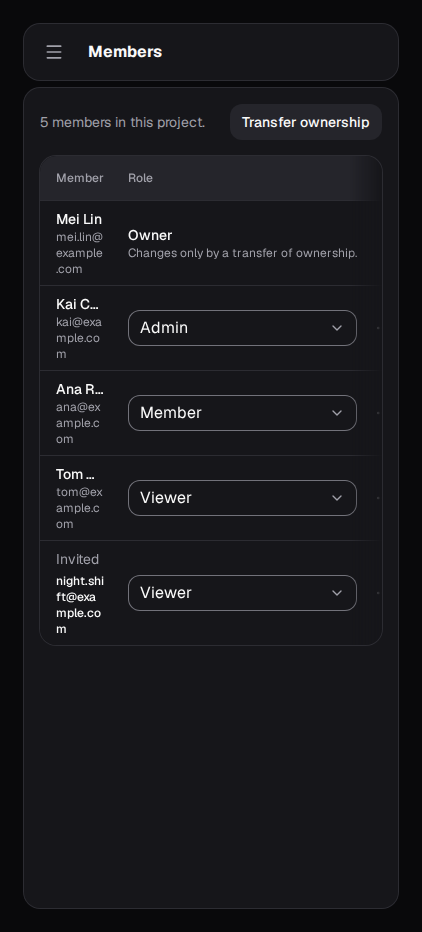 Members
5 members in this project.
Transfer ownership
Member
Role
Mei Lin
mei.lin@
example
.com
Owner
Changes only by a transfer of ownership.
Kai C...
kai@exa
mple.co
m
Admin
Ana R...
ana@ex
ample.c
om
Member
Tom ...
tom@ex
ample.c
om
Viewer
Invited
night.shi
ft@exa
mple.co
m
Viewer